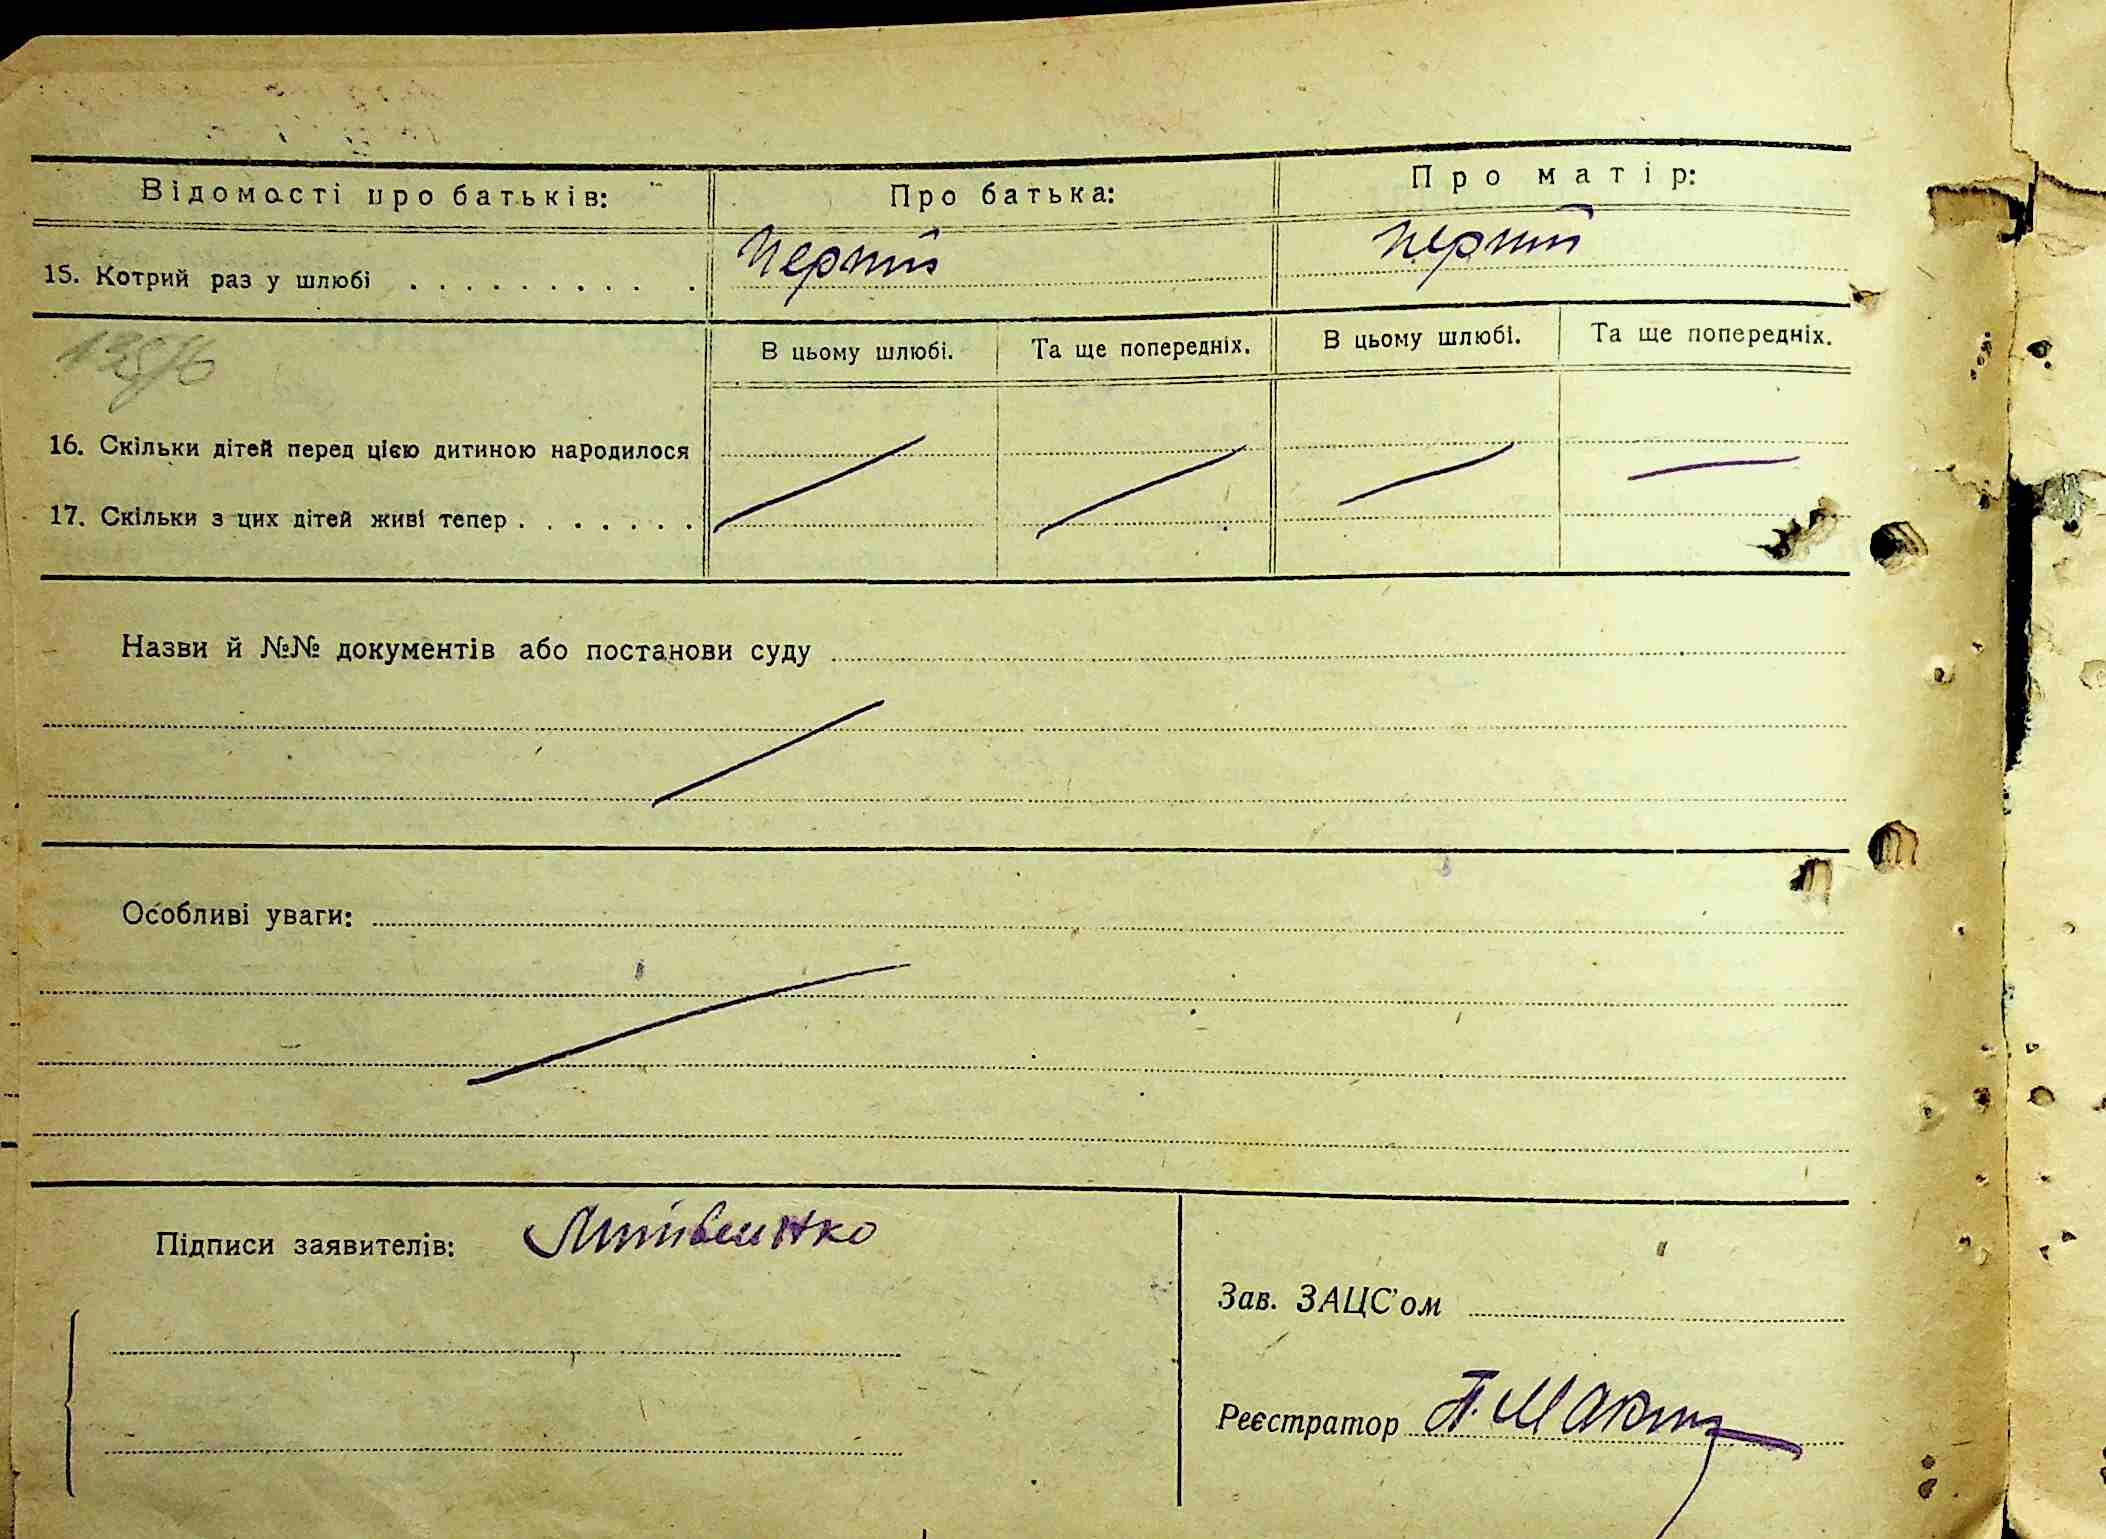 Відомості про батьків: Про батька: Про матір:
15. Котрий раз у шлюбі . . . . . . . . . . . перший перший
В цьому шлюбі. Та ще попередніх. В цьому шлюбі. Та ще попередніх.
16. Скільки дітей перед цією дитиною народилося
17. Скільки з цих дітей живі тепер . . . . . . .
Назви й №№ документів або постанови суду
Особливі уваги:
Підписи заявителів: Литвиненко
Зав. ЗАЦС'ом
Реєстратор